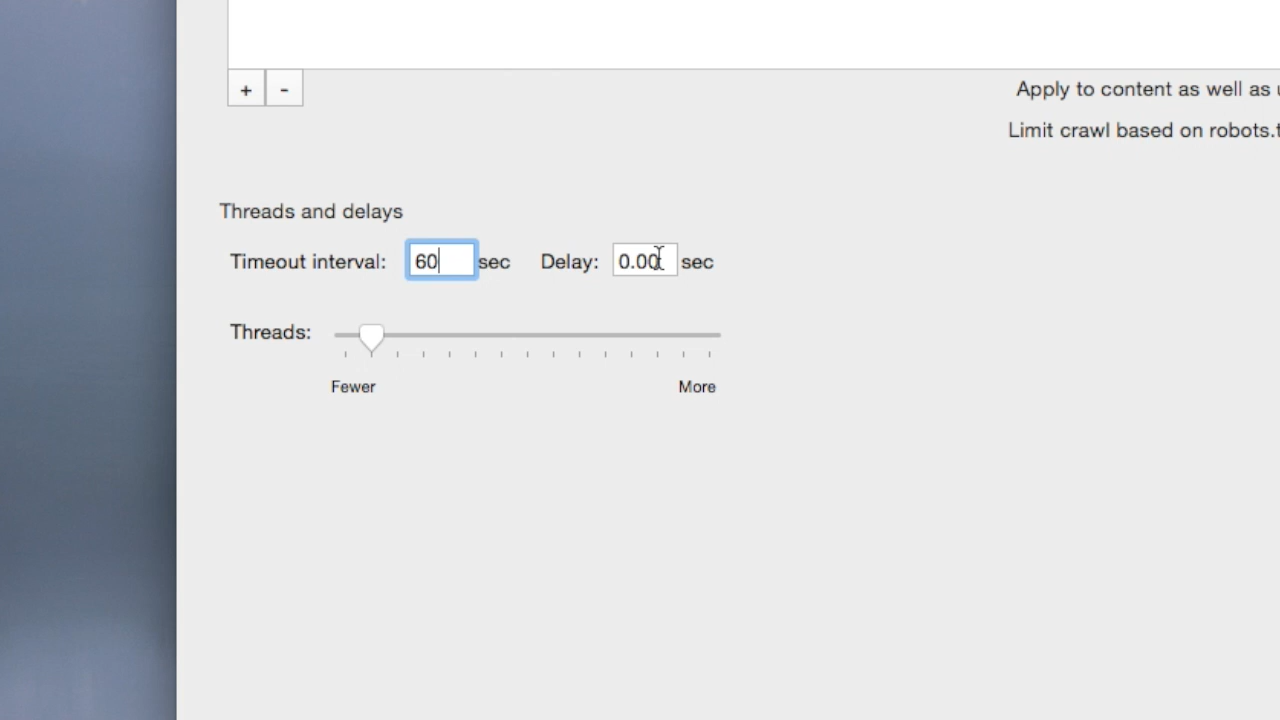 + -
Apply to content as well as
Limit crawl based on robots.
Threads and delays
Timeout interval: 60 sec Delay: 0.00 sec
Threads:
Fewer More